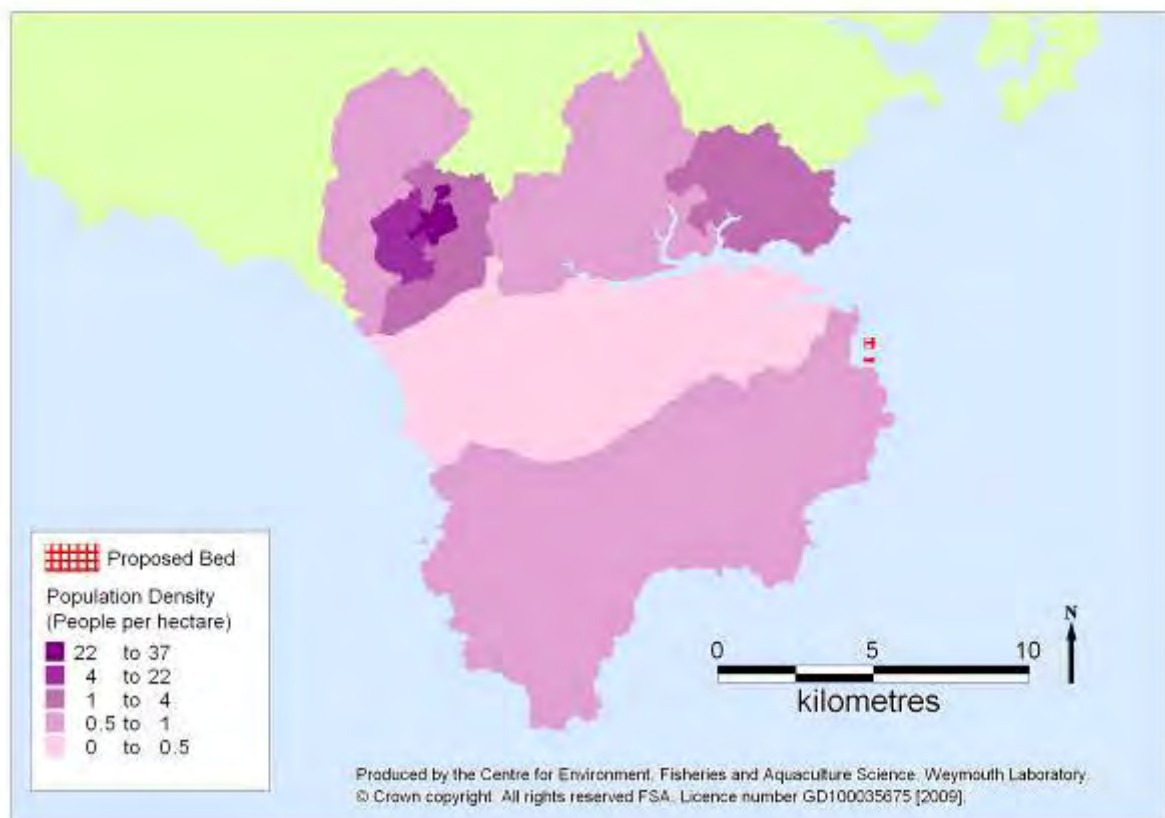 Proposed Bed
Population Density
(People per hectare)
22 to 37
4 to 22
1 to 4
0.5 to 1
0 to 0.5
N
0 5 10
kilometres
Produced by the Centre for Environment, Fisheries and Aquaculture Science, Weymouth Laboratory.
© Crown copyright. All rights reserved FSA. Licence number GD100035675 [2009].